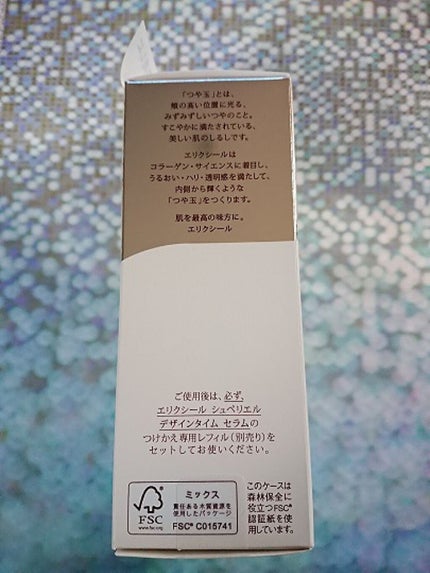 「つや玉」とは、
頬の高い位置に光る、
みずみずしいつやのこと。
すこやかに満たされている、
美しい肌のしるしです。
エリクシールは
コラーゲン・サイエンスに着目し、
うるおい・ハリ・透明感を満たして、
内側から輝くような
「つや玉」をつくります。
肌を最高の味方に。
エリクシール
ご使用後は、必ず、
エリクシール シュペリエル
デザインタイム セラムの
つけかえ専用レフィル(別売り)を
セットしてお使いください。
FSC
www.fsc.org
ミックス
責任ある木質資源を
使用したパッケージ
FSC® C015741
このケースは
森林保全に
役立つFSC®
認証紙を使
用しています。